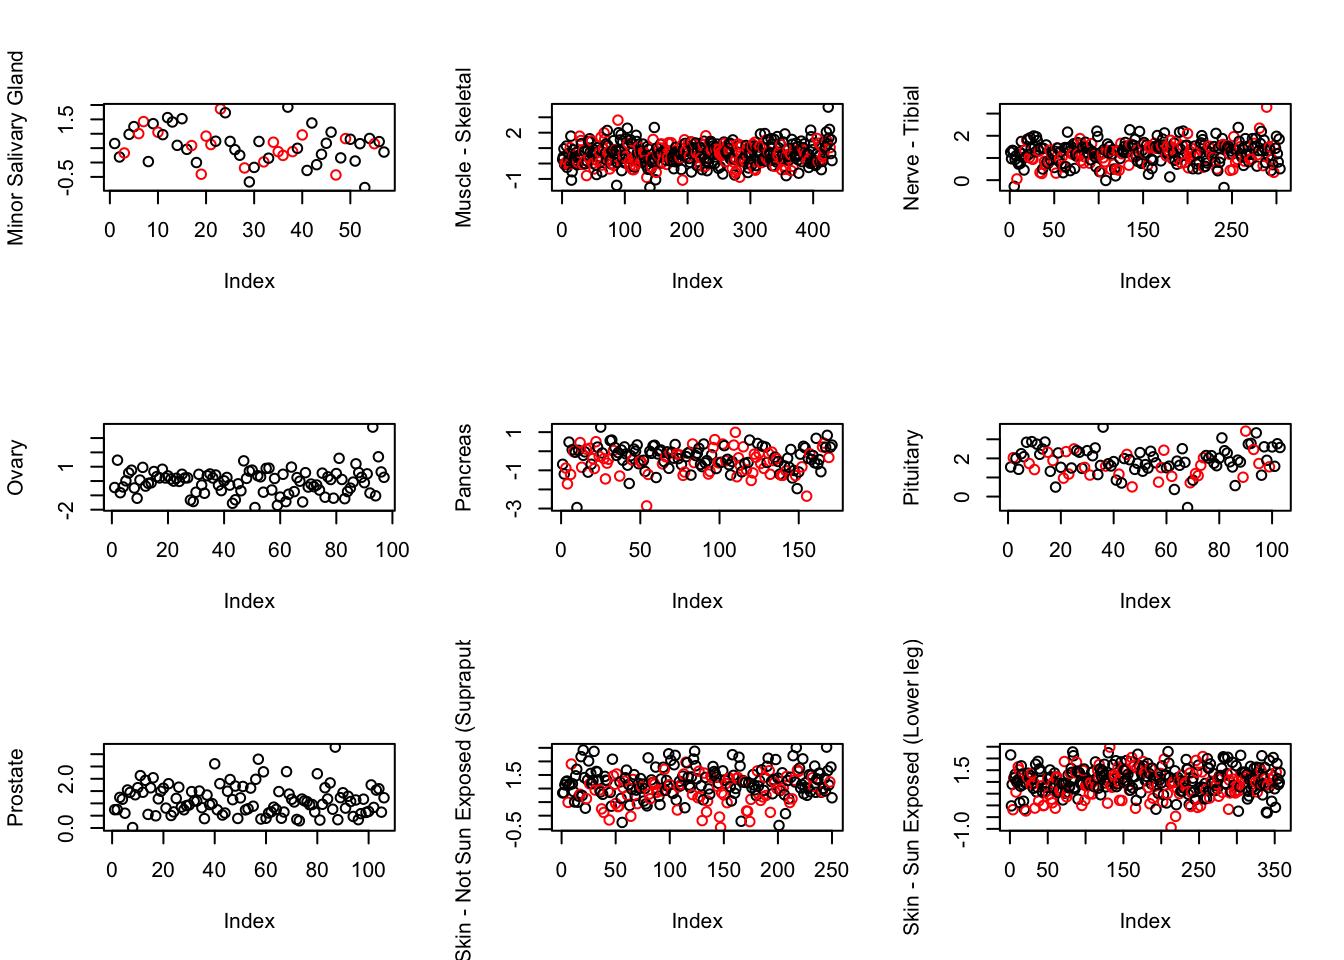 Minor Salivary Gland
1.5
-0.5
0 10 20 30 40 50
Index
Muscle - Skeletal
2
-1
0 100 200 300 400
Index
Nerve - Tibial
2
0
0 50 150 250
Index
Ovary
1
-2
0 20 40 60 80 100
Index
Pancreas
1
-1
-3
0 50 100 150
Index
Pituitary
2
0
0 20 40 60 80 100
Index
Prostate
2.0
0.0
0 20 40 60 80 100
Index
Skin - Not Sun Exposed (Suprapub
1.5
-0.5
0 50 100 150 200 250
Index
Skin - Sun Exposed (Lower leg)
1.5
-1.0
0 50 150 250 350
Index